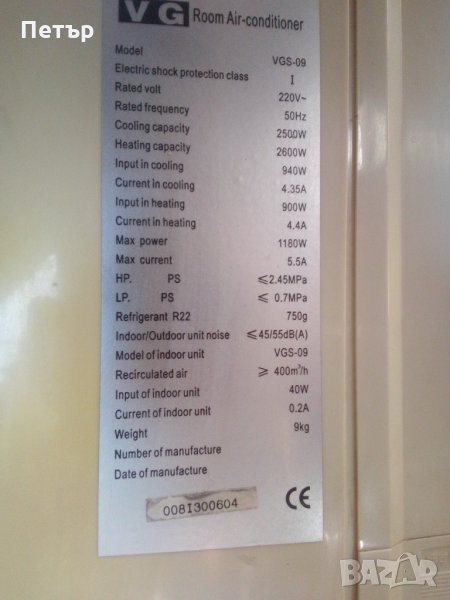 Петър
VG Room Air-conditioner
Model VGS-09
Electric shock protection class I
Rated volt 220V~
Rated frequency 50Hz
Cooling capacity 2500W
Heating capacity 2600W
Input in cooling 940W
Current in cooling 4.35A
Input in heating 900W
Current in heating 4.4A
Max power 1180W
Max current 5.5A
HP. PS ≤2.45MPa
LP. PS ≤ 0.7MPa
Refrigerant R22 750g
Indoor/Outdoor unit noise ≤45/55dB(A)
Model of indoor unit VGS-09
Recirculated air ≥ 400m³/h
Input of indoor unit 40W
Current of indoor unit 0.2A
Weight 9kg
Number of manufacture
Date of manufacture
0081300604 CE
BAZAR